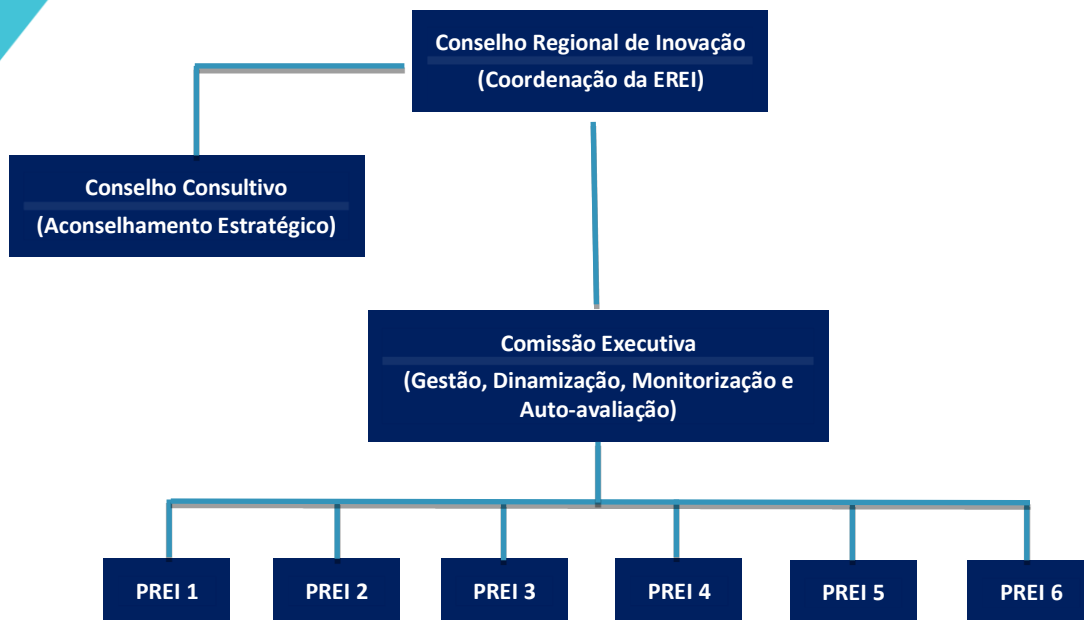 Conselho Regional de Inovação
(Coordenação da EREI)
Conselho Consultivo
(Aconselhamento Estratégico)
Comissão Executiva
(Gestão, Dinamização, Monitorização e
Auto-avaliação)
PREI 1
PREI 2
PREI 3
PREI 4
PREI 5
PREI 6